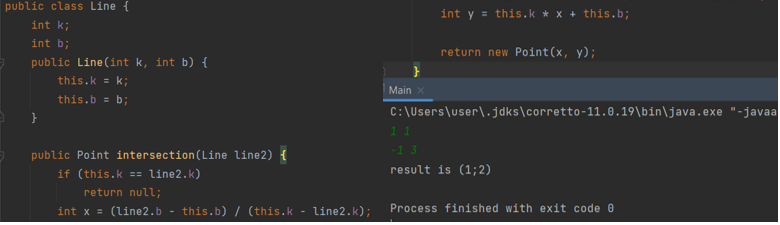 public class Line {
int k;
int b;
public Line(int k, int b) {
this.k = k;
this.b = b;
}
public Point intersection(Line line2) {
if (this.k == line2.k)
return null;
int x = (line2.b - this.b) / (this.k - line2.k);
int y = this.k * x + this.b;
return new Point(x, y);
}
Main ×
C:\Users\user\.jdks\corretto-11.0.19\bin\java.exe "-javaa
1 1
-1 3
result is (1;2)
Process finished with exit code 0